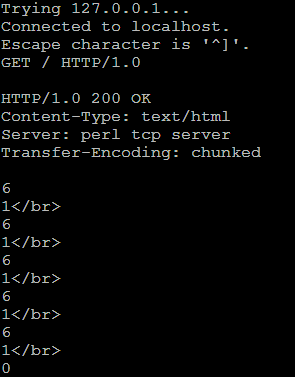 Trying 127.0.0.1...
Connected to localhost.
Escape character is '^]'.
GET / HTTP/1.0

HTTP/1.0 200 OK
Content-Type: text/html
Server: perl tcp server
Transfer-Encoding: chunked

6
1</br>
6
1</br>
6
1</br>
6
1</br>
6
1</br>
0